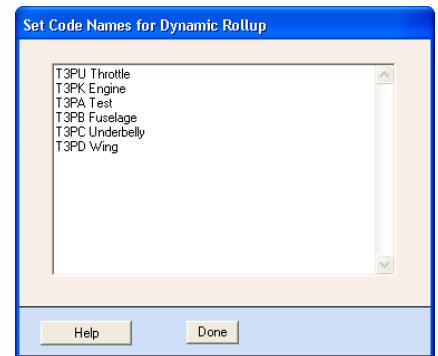 Set Code Names for Dynamic Rollup
T3PU Throttle
T3PK Engine
T3PA Test
T3PB Fuselage
T3PC Underbelly
T3PD Wing
Help Done